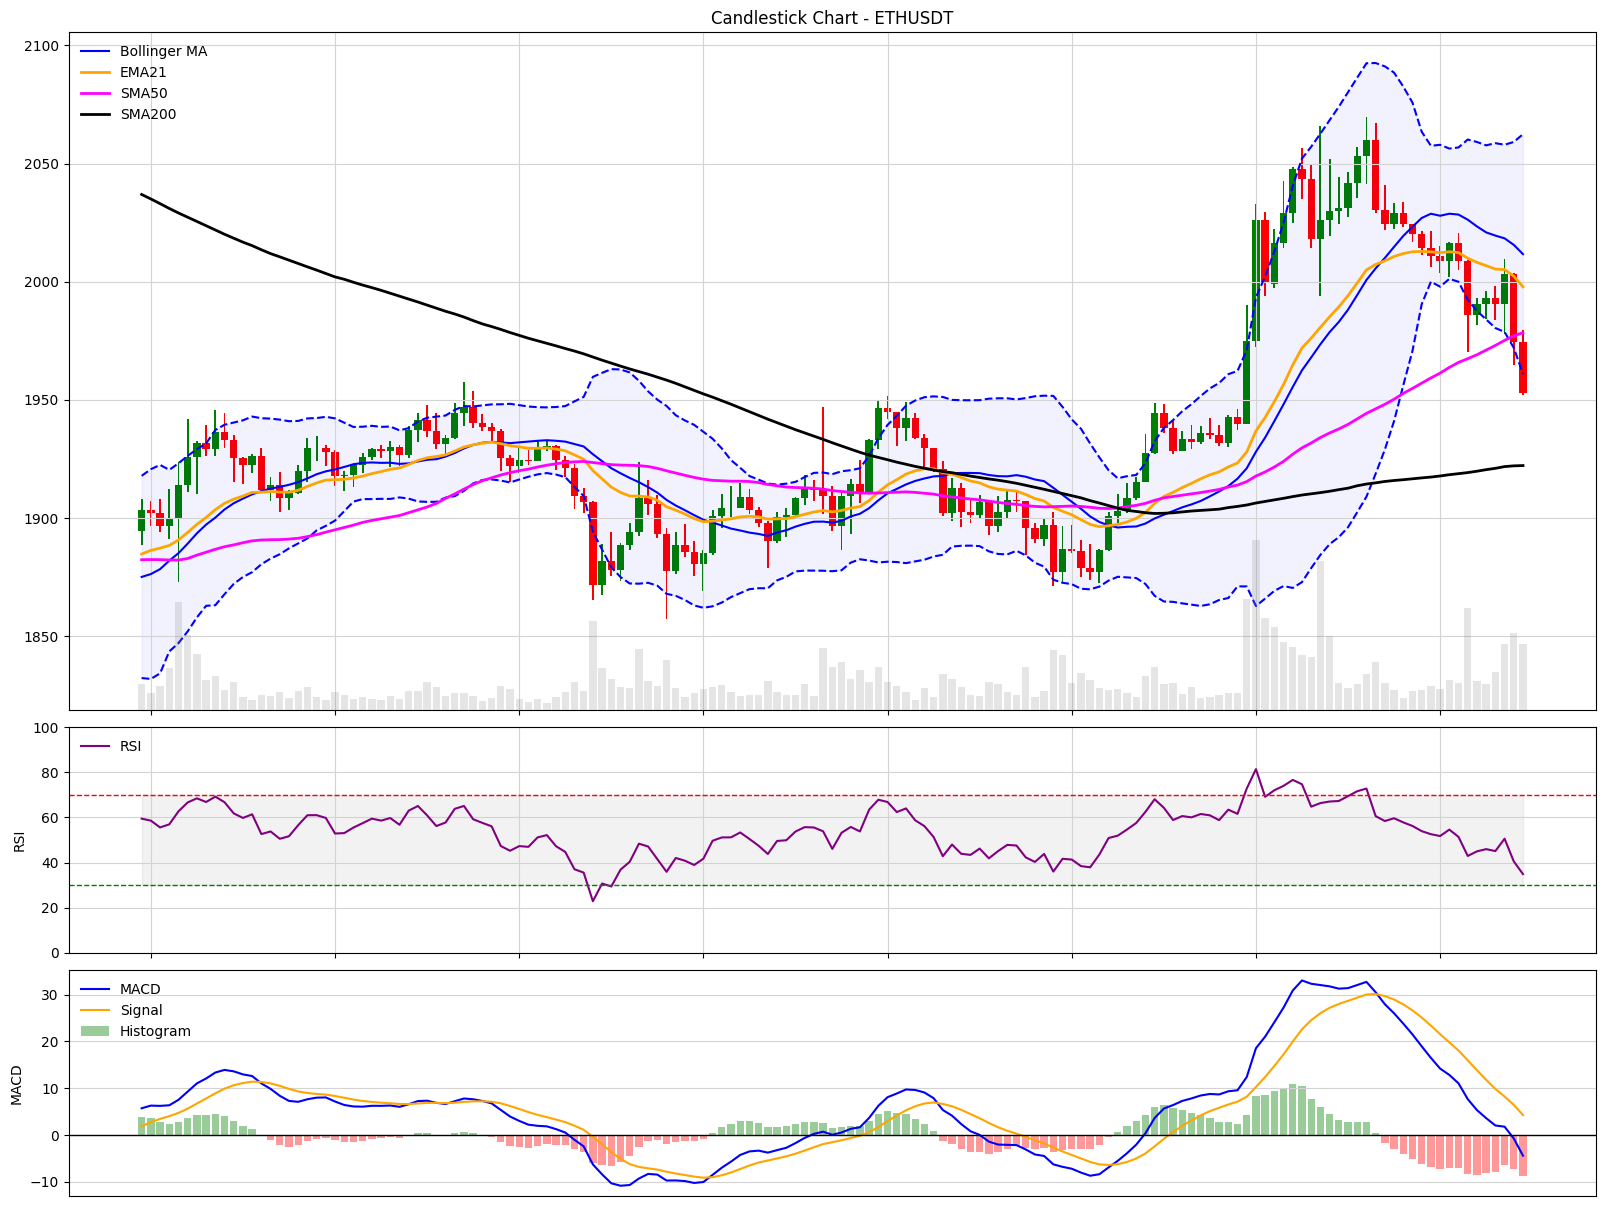 Candlestick Chart - ETHUSDT
Bollinger MA
EMA21
SMA50
SMA200
2100
2050
2000
1950
1900
1850
RSI
100
80
60
40
20
0
RSI
MACD
Signal
Histogram
30
20
10
0
−10
MACD